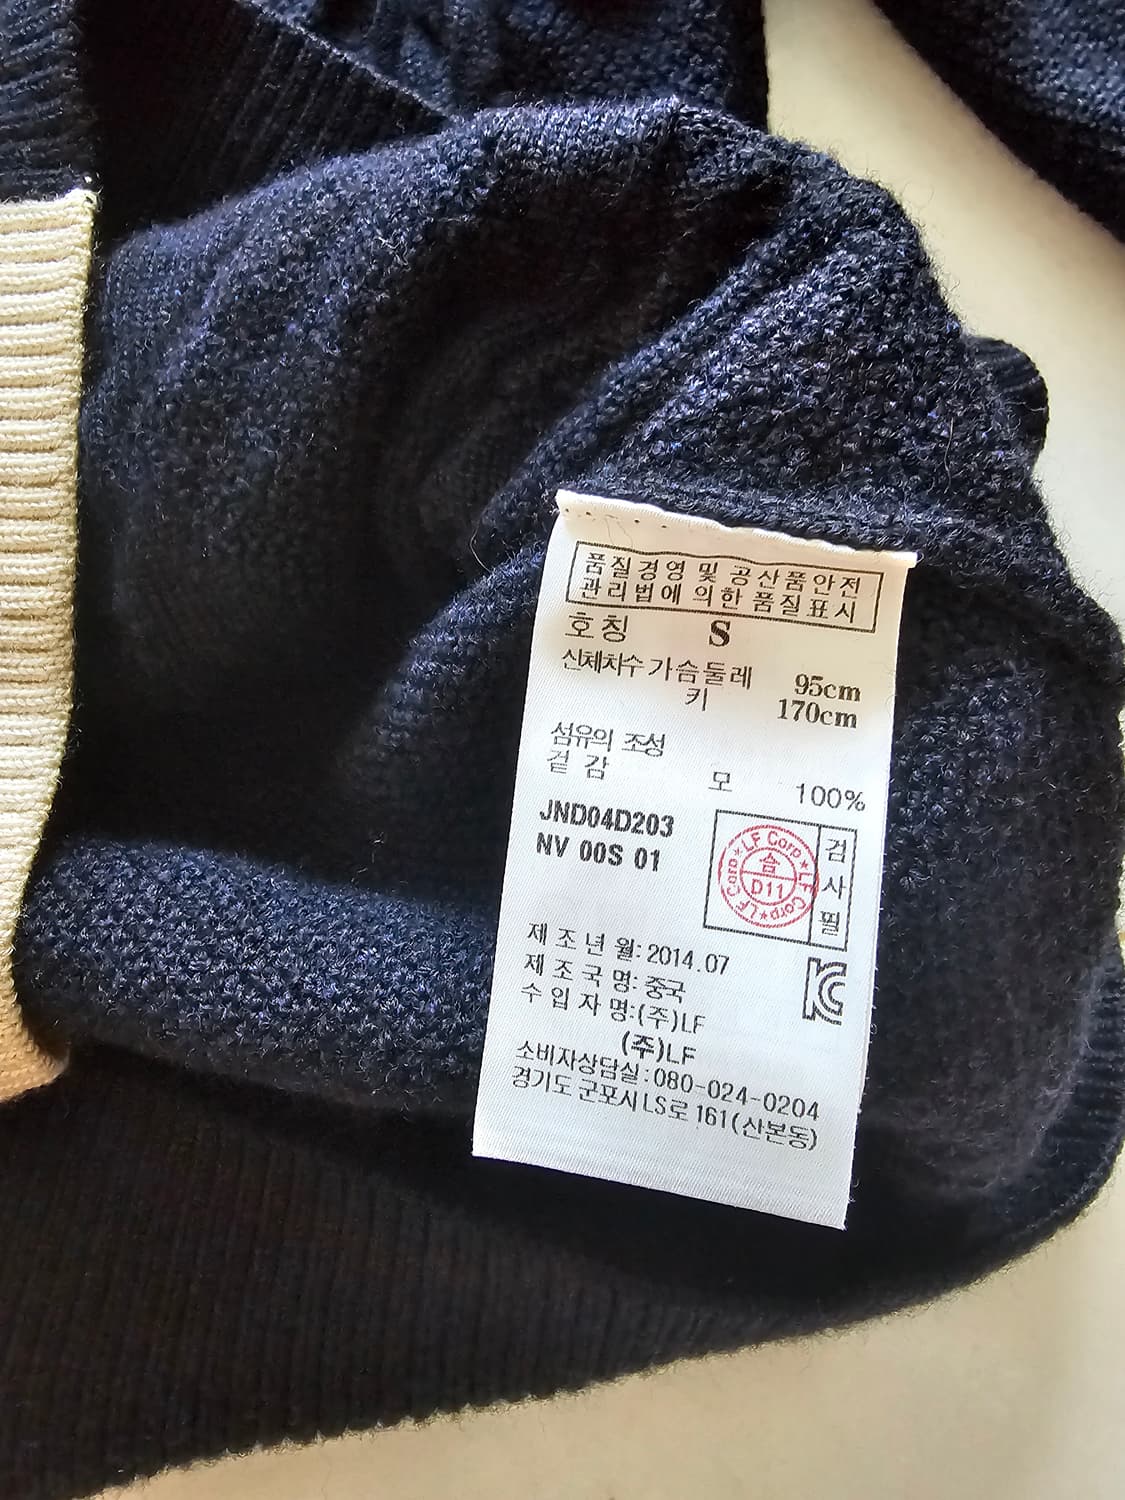 품질경영 및 공산품안전
관리법에 의한 품질표시
호칭 S
신체치수 가슴둘레 95cm
키 170cm
섬유의 조성
겉감 모 100%
JND04D203
NV 00S 01
LF Corp ★ LF Corp ★ LF Corp ★
숨
D11
검사필
제조년월: 2014.07
제조국명: 중국
수입자명:(주)LF
(주)LF
소비자상담실:080-024-0204
경기도 군포시 LS로 161(산본동)